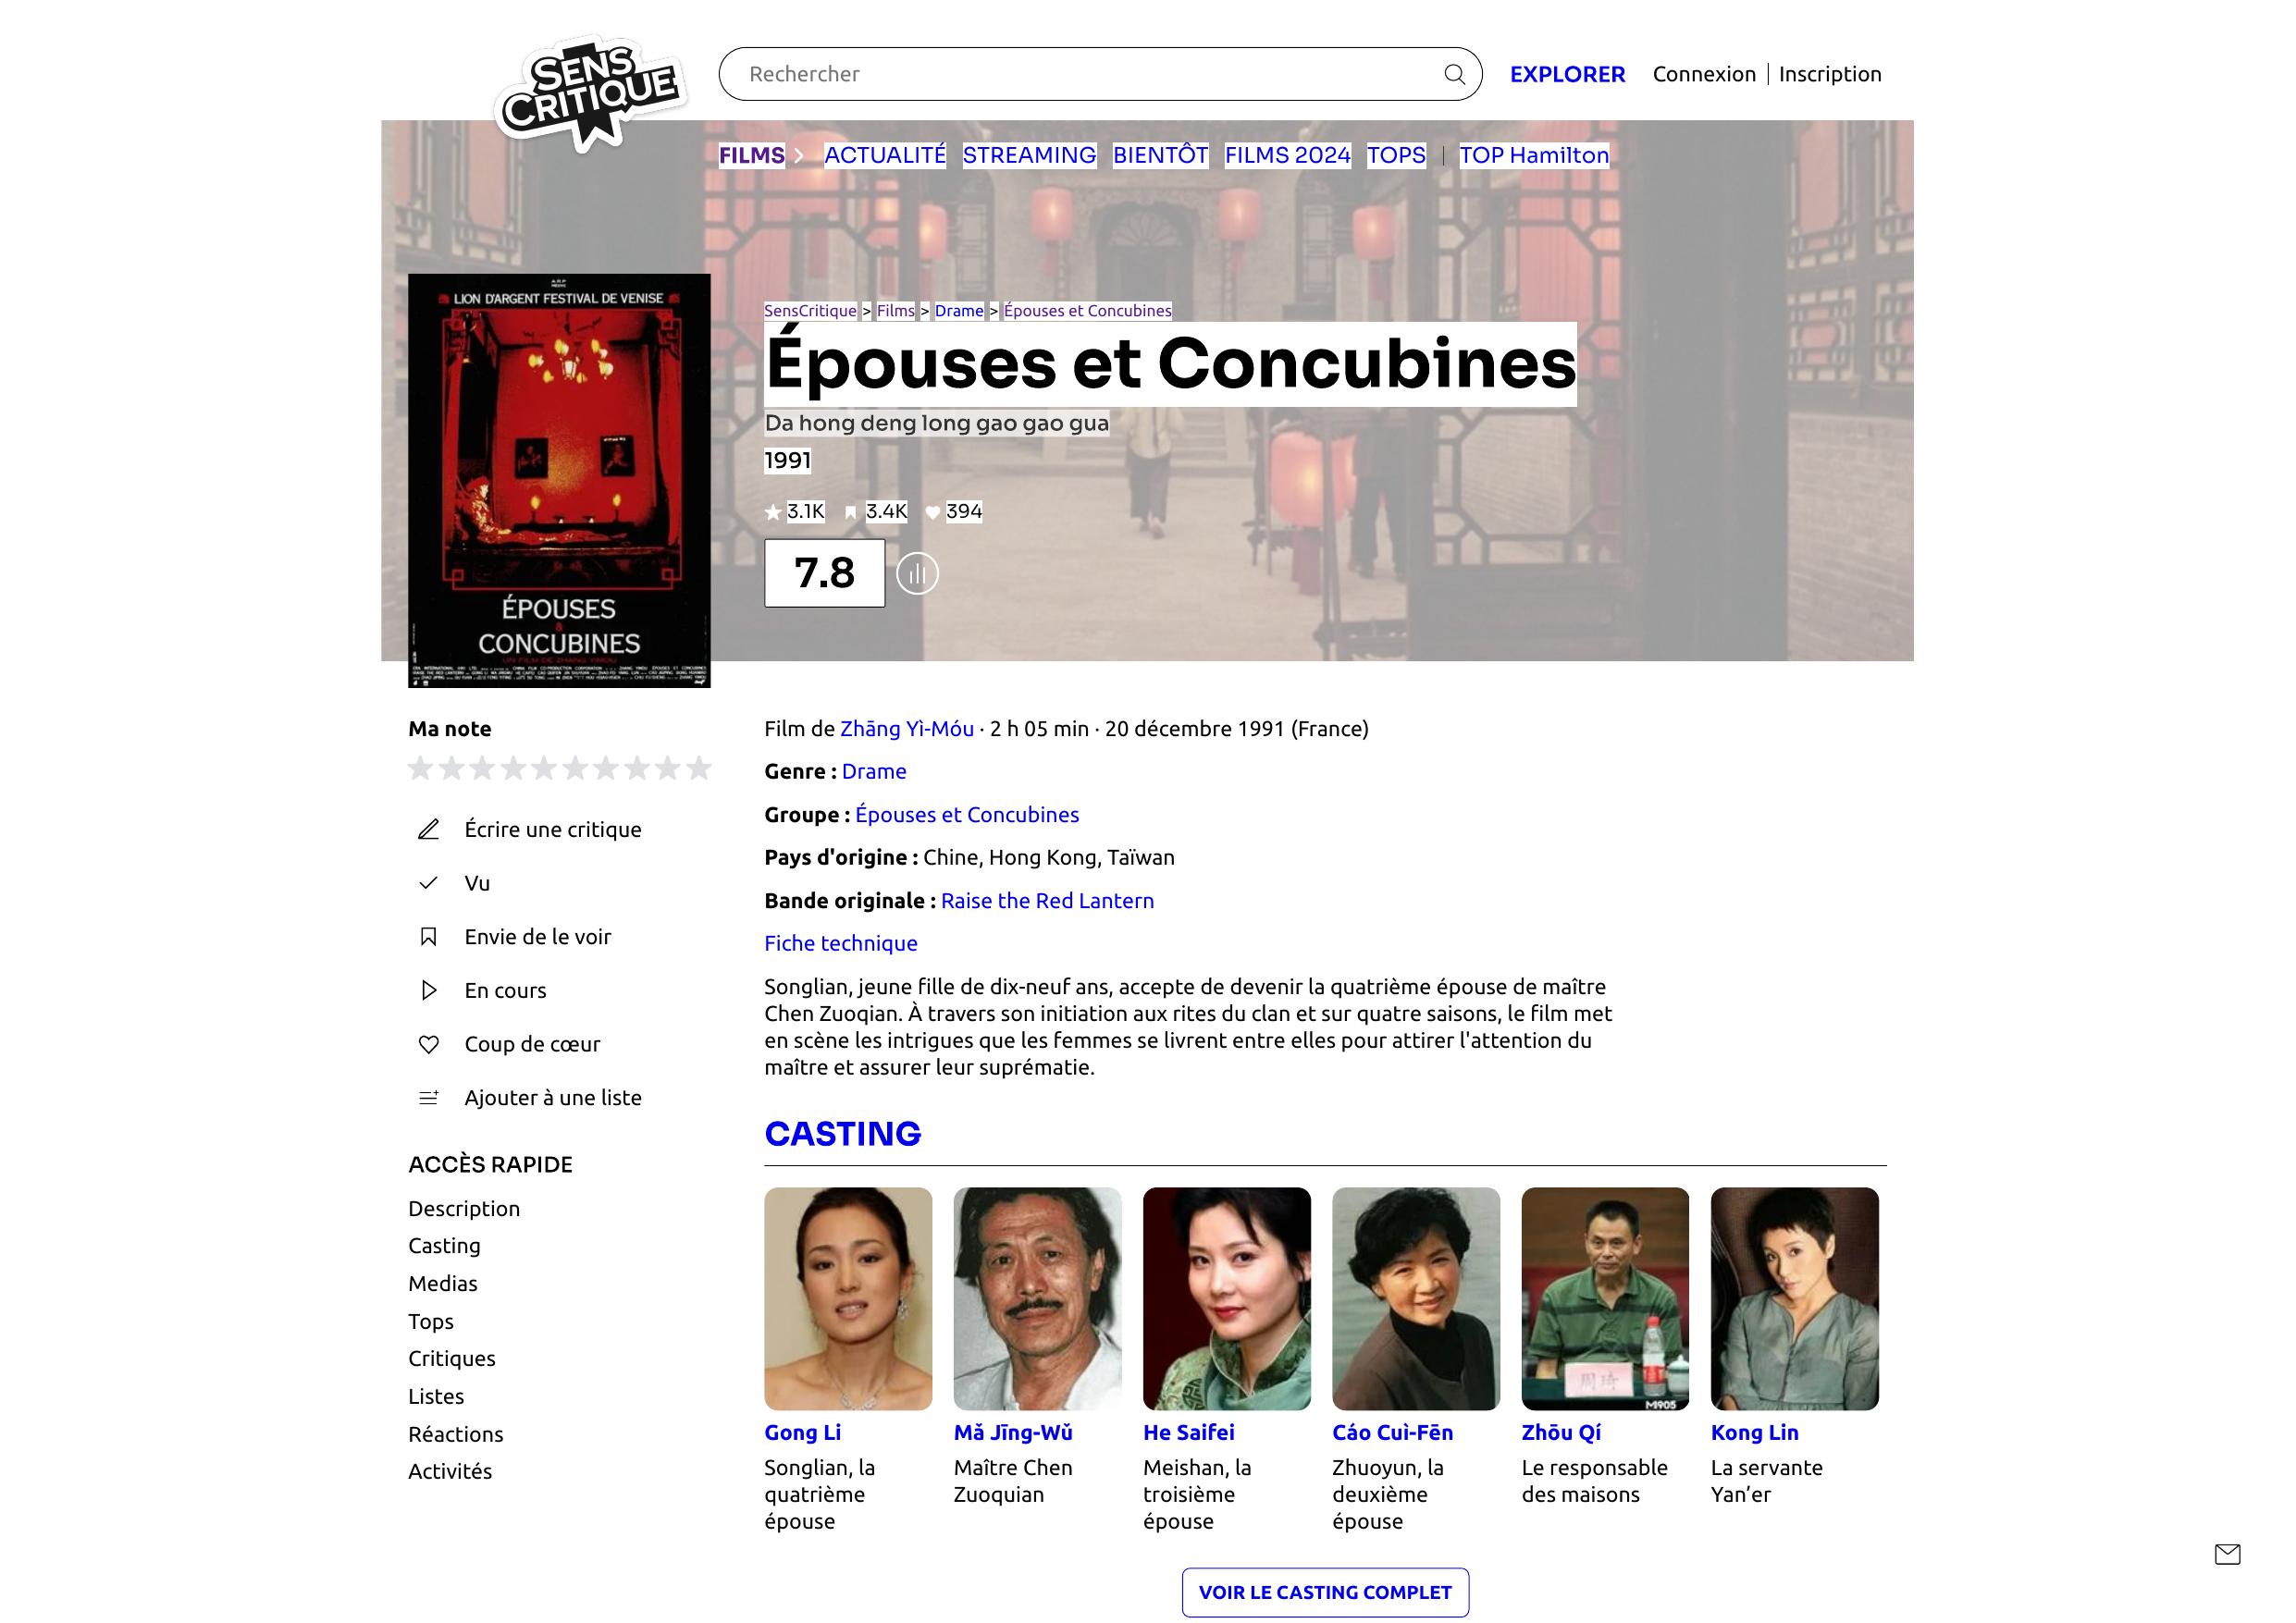 SENS CRITIQUE
Rechercher
EXPLORER
Connexion | Inscription
FILMS ACTUALITÉ STREAMING BIENTÔT FILMS 2024 TOPS | TOP Hamilton
LION D'ARGENT FESTIVAL DE VENISE
ÉPOUSES
&
CONCUBINES
UN FILM DE ZHANG YIMOU
SensCritique > Films > Drame > Épouses et Concubines
Épouses et Concubines
Da hong deng long gao gao gua
1991
3.1K 3.4K 394
7.8
Ma note
Écrire une critique
Vu
Envie de le voir
En cours
Coup de cœur
Ajouter à une liste
ACCÈS RAPIDE
Description
Casting
Medias
Tops
Critiques
Listes
Réactions
Activités
Film de Zhāng Yì-Móu · 2 h 05 min · 20 décembre 1991 (France)
Genre : Drame
Groupe : Épouses et Concubines
Pays d'origine : Chine, Hong Kong, Taïwan
Bande originale : Raise the Red Lantern
Fiche technique
Songlian, jeune fille de dix-neuf ans, accepte de devenir la quatrième épouse de maître
Chen Zuoqian. À travers son initiation aux rites du clan et sur quatre saisons, le film met
en scène les intrigues que les femmes se livrent entre elles pour attirer l'attention du
maître et assurer leur suprématie.
CASTING
周琦
M1905
Gong Li
Songlian, la
quatrième
épouse
Mǎ Jīng-Wǔ
Maître Chen
Zuoquian
He Saifei
Meishan, la
troisième
épouse
Cáo Cuì-Fēn
Zhuoyun, la
deuxième
épouse
Zhōu Qí
Le responsable
des maisons
Kong Lin
La servante
Yan’er
VOIR LE CASTING COMPLET